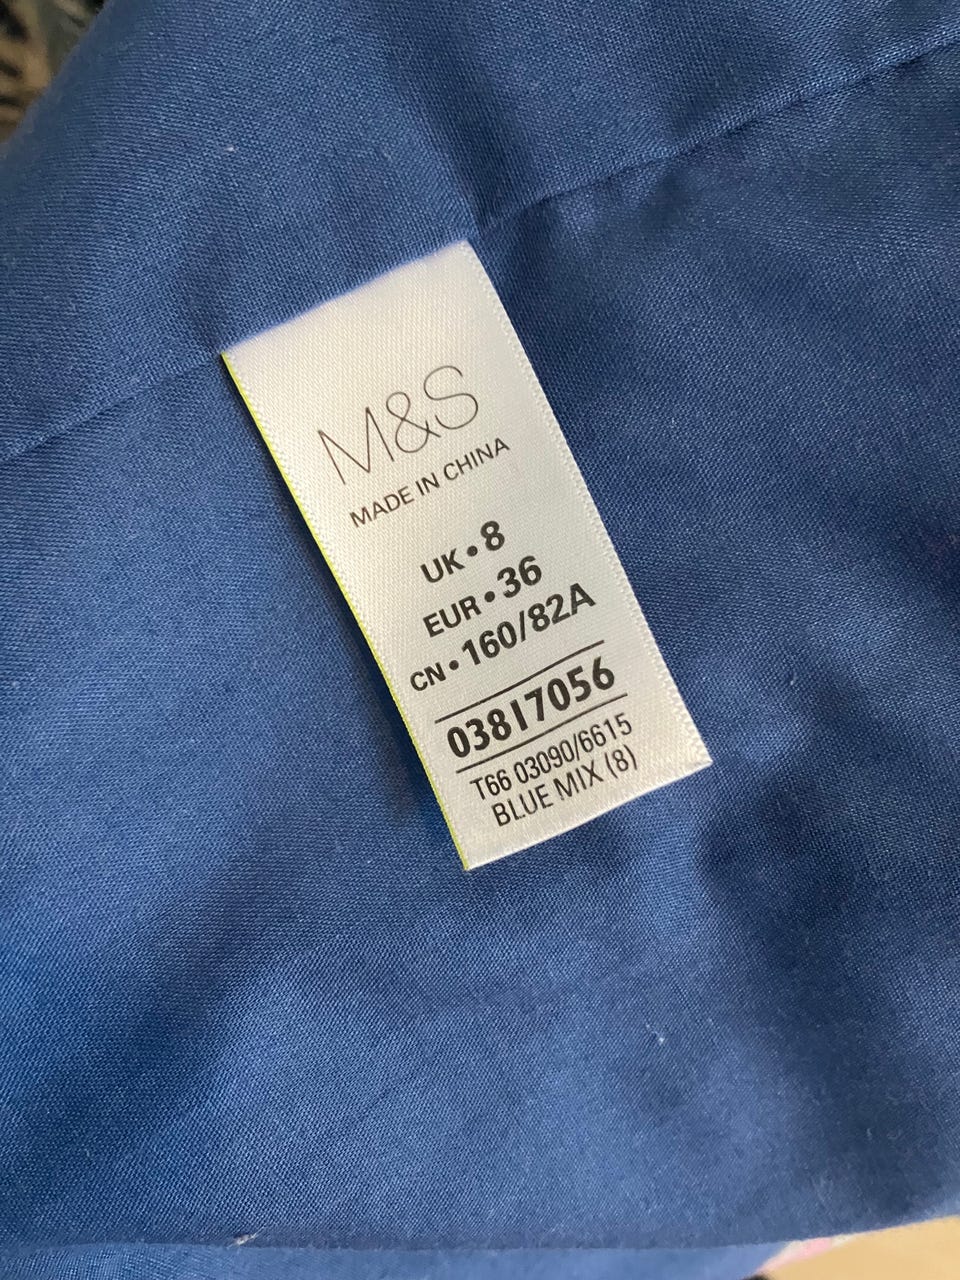 M&S
MADE IN CHINA
UK • 8
EUR • 36
CN • 160/82A
03817056
T66 03090/6615
BLUE MIX (8)